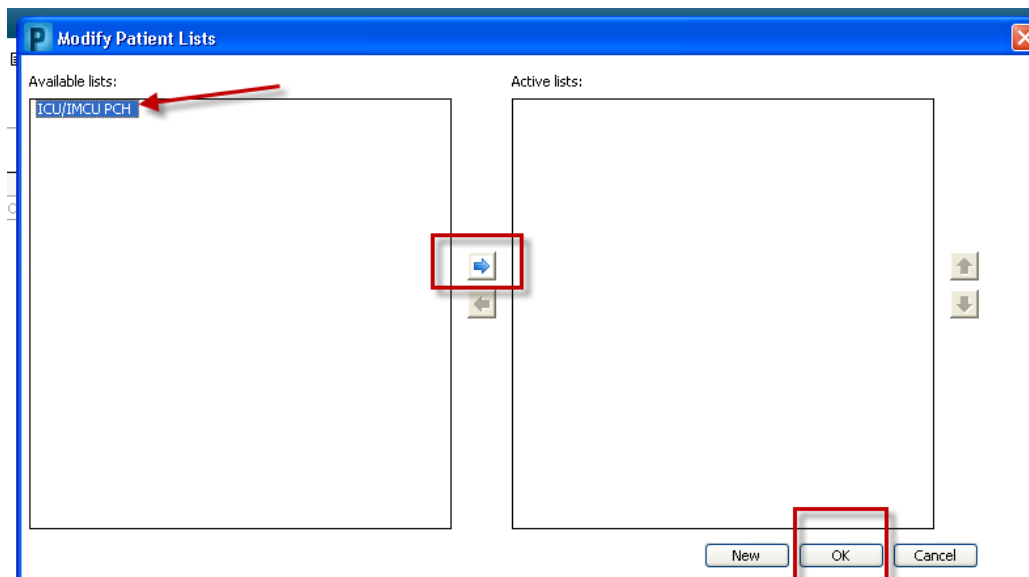 P Modify Patient Lists
Available lists:
Active lists:
ICU/IMCU PCH
New
OK
Cancel